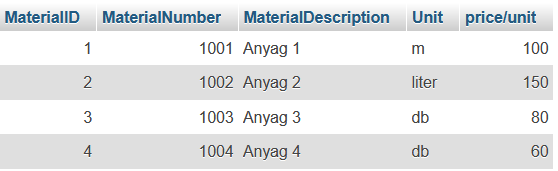 MaterialID MaterialNumber MaterialDescription Unit price/unit
1 1001 Anyag 1 m 100
2 1002 Anyag 2 liter 150
3 1003 Anyag 3 db 80
4 1004 Anyag 4 db 60